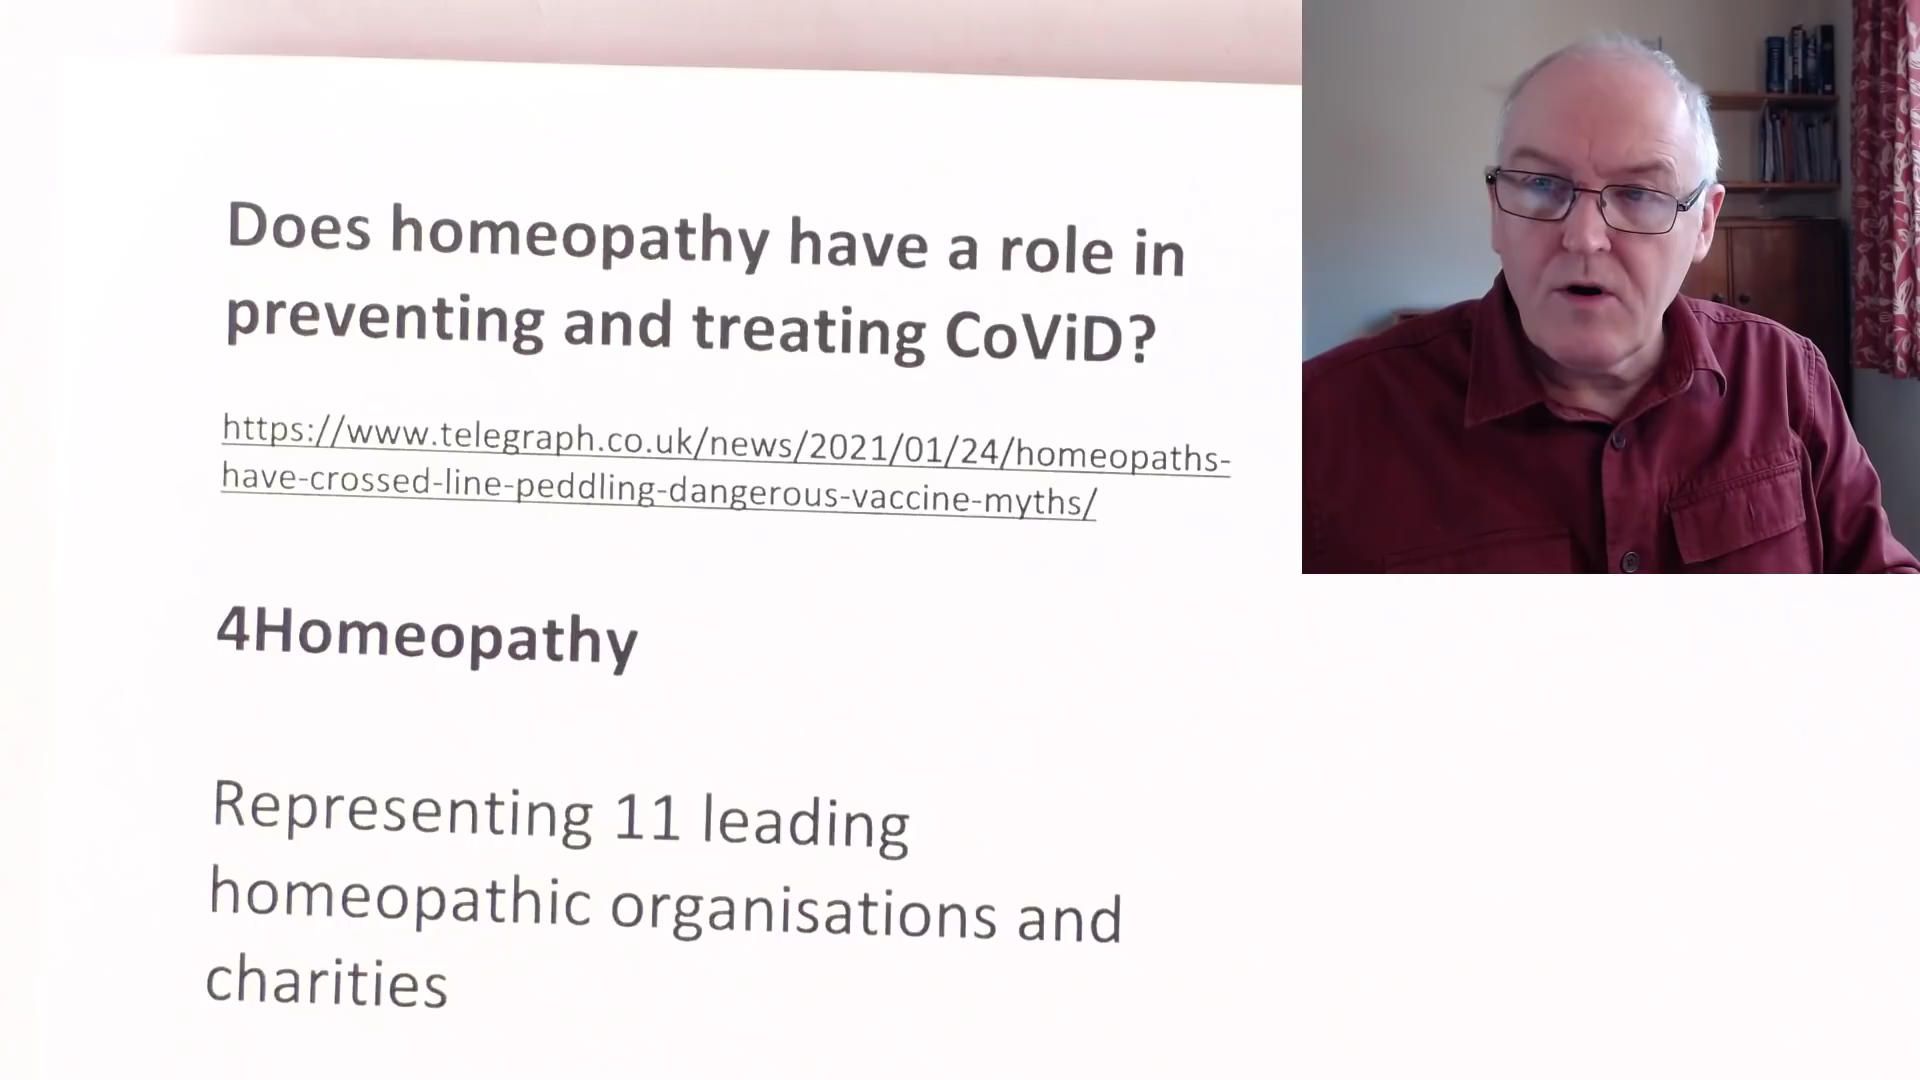 Does homeopathy have a role in
preventing and treating CoViD?
https://www.telegraph.co.uk/news/2021/01/24/homeopaths-
have-crossed-line-peddling-dangerous-vaccine-myths/
4Homeopathy
Representing 11 leading
homeopathic organisations and
charities